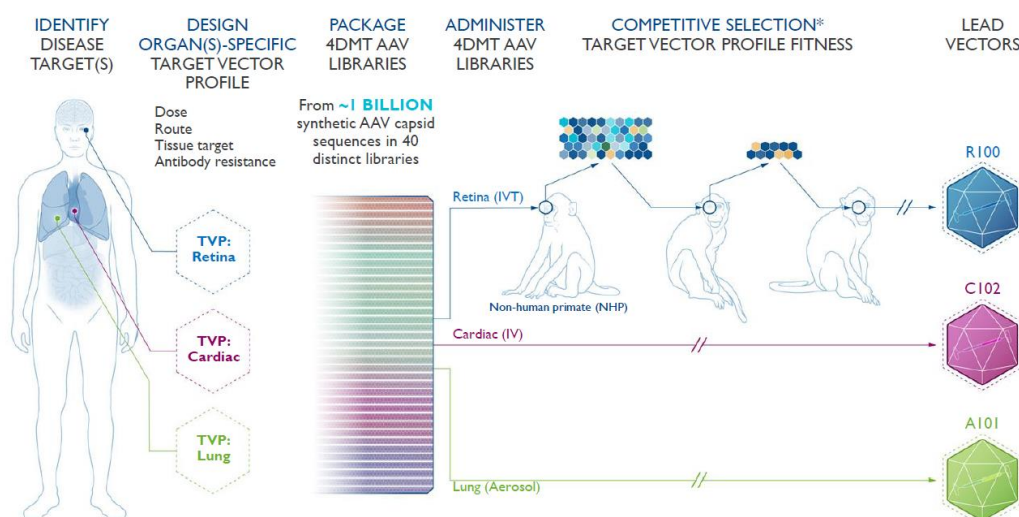 IDENTIFY
DISEASE
TARGET(S)
DESIGN
ORGAN(S)-SPECIFIC
TARGET VECTOR
PROFILE
PACKAGE
4DMT AAV
LIBRARIES
ADMINISTER
4DMT AAV
LIBRARIES
COMPETITIVE SELECTION*
TARGET VECTOR PROFILE FITNESS
LEAD
VECTORS
Dose
Route
Tissue target
Antibody resistance
From ~1 BILLION
synthetic AAV capsid
sequences in 40
distinct libraries
TVP:
Retina
TVP:
Cardiac
TVP:
Lung
Retina (IVT)
Non-human primate (NHP)
Cardiac (IV)
Lung (Aerosol)
R100
C102
A101